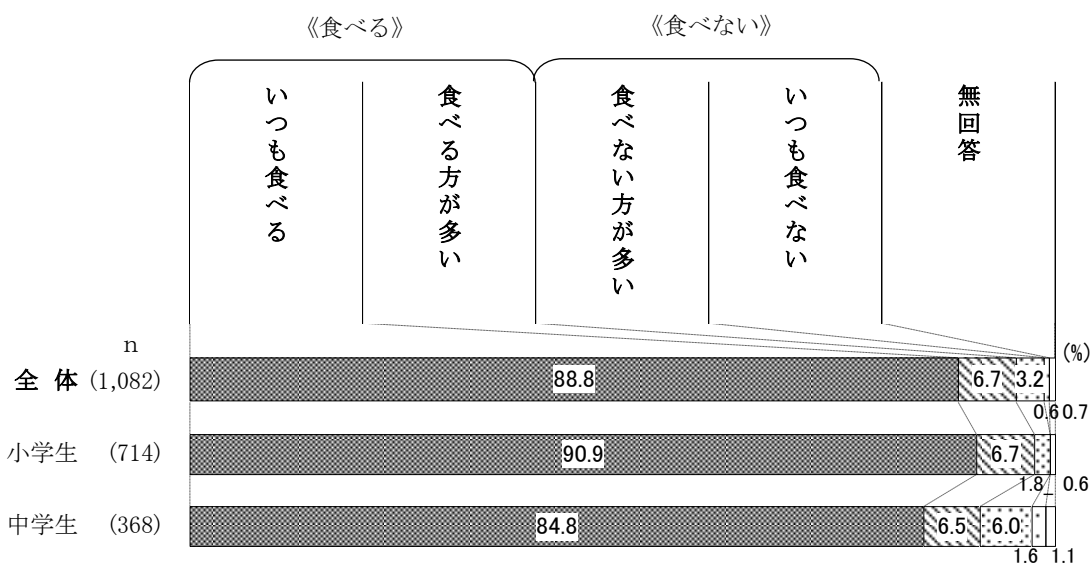 《食べる》 《食べない》
いつも食べる
食べる方が多い
食べない方が多い
いつも食べない
無回答
n
(%)
全 体 (1,082) 88.8 6.7 3.2
0.6 0.7
小学生 (714) 90.9 6.7
1.8 – 0.6
中学生 (368) 84.8 6.5 6.0
1.6 1.1